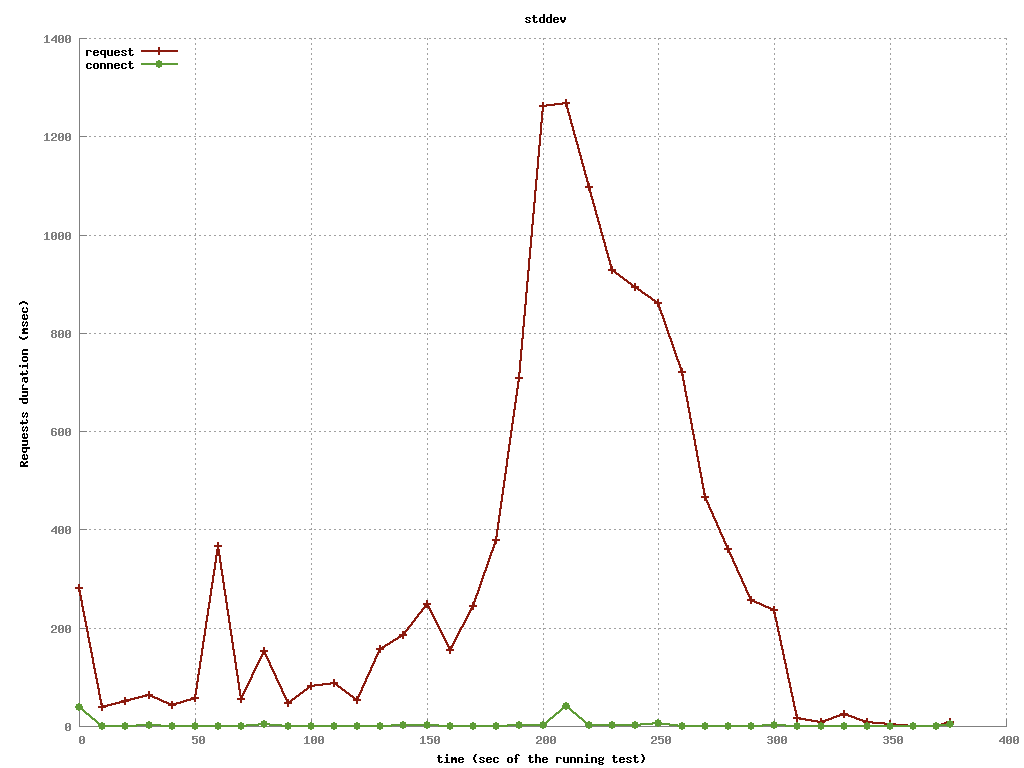 stddev
request
connect
1400
1200
1000
800
600
400
200
0
0 50 100 150 200 250 300 350 400
Requests duration (msec)
time (sec of the running test)